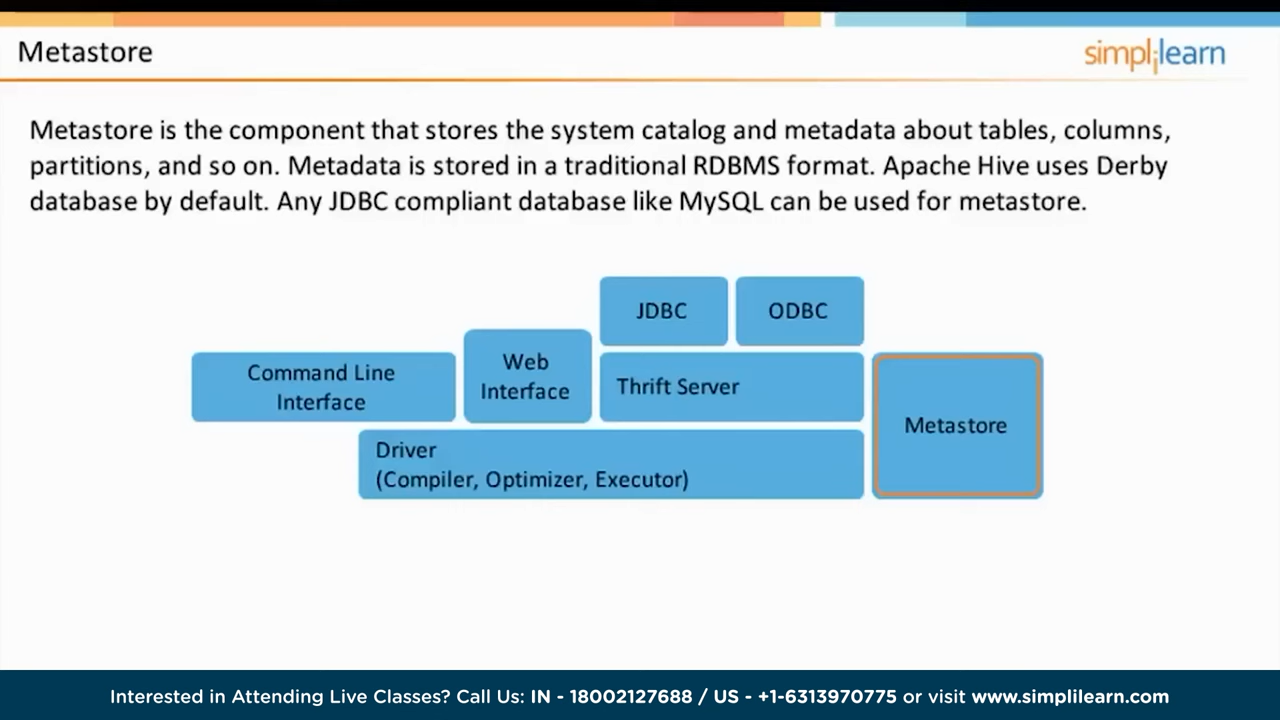 Metastore
simplilearn
Metastore is the component that stores the system catalog and metadata about tables, columns,
partitions, and so on. Metadata is stored in a traditional RDBMS format. Apache Hive uses Derby
database by default. Any JDBC compliant database like MySQL can be used for metastore.
JDBC
ODBC
Command Line
Interface
Web
Interface
Thrift Server
Metastore
Driver
(Compiler, Optimizer, Executor)
Interested in Attending Live Classes? Call Us: IN - 18002127688 / US - +1-6313970775 or visit www.simplilearn.com